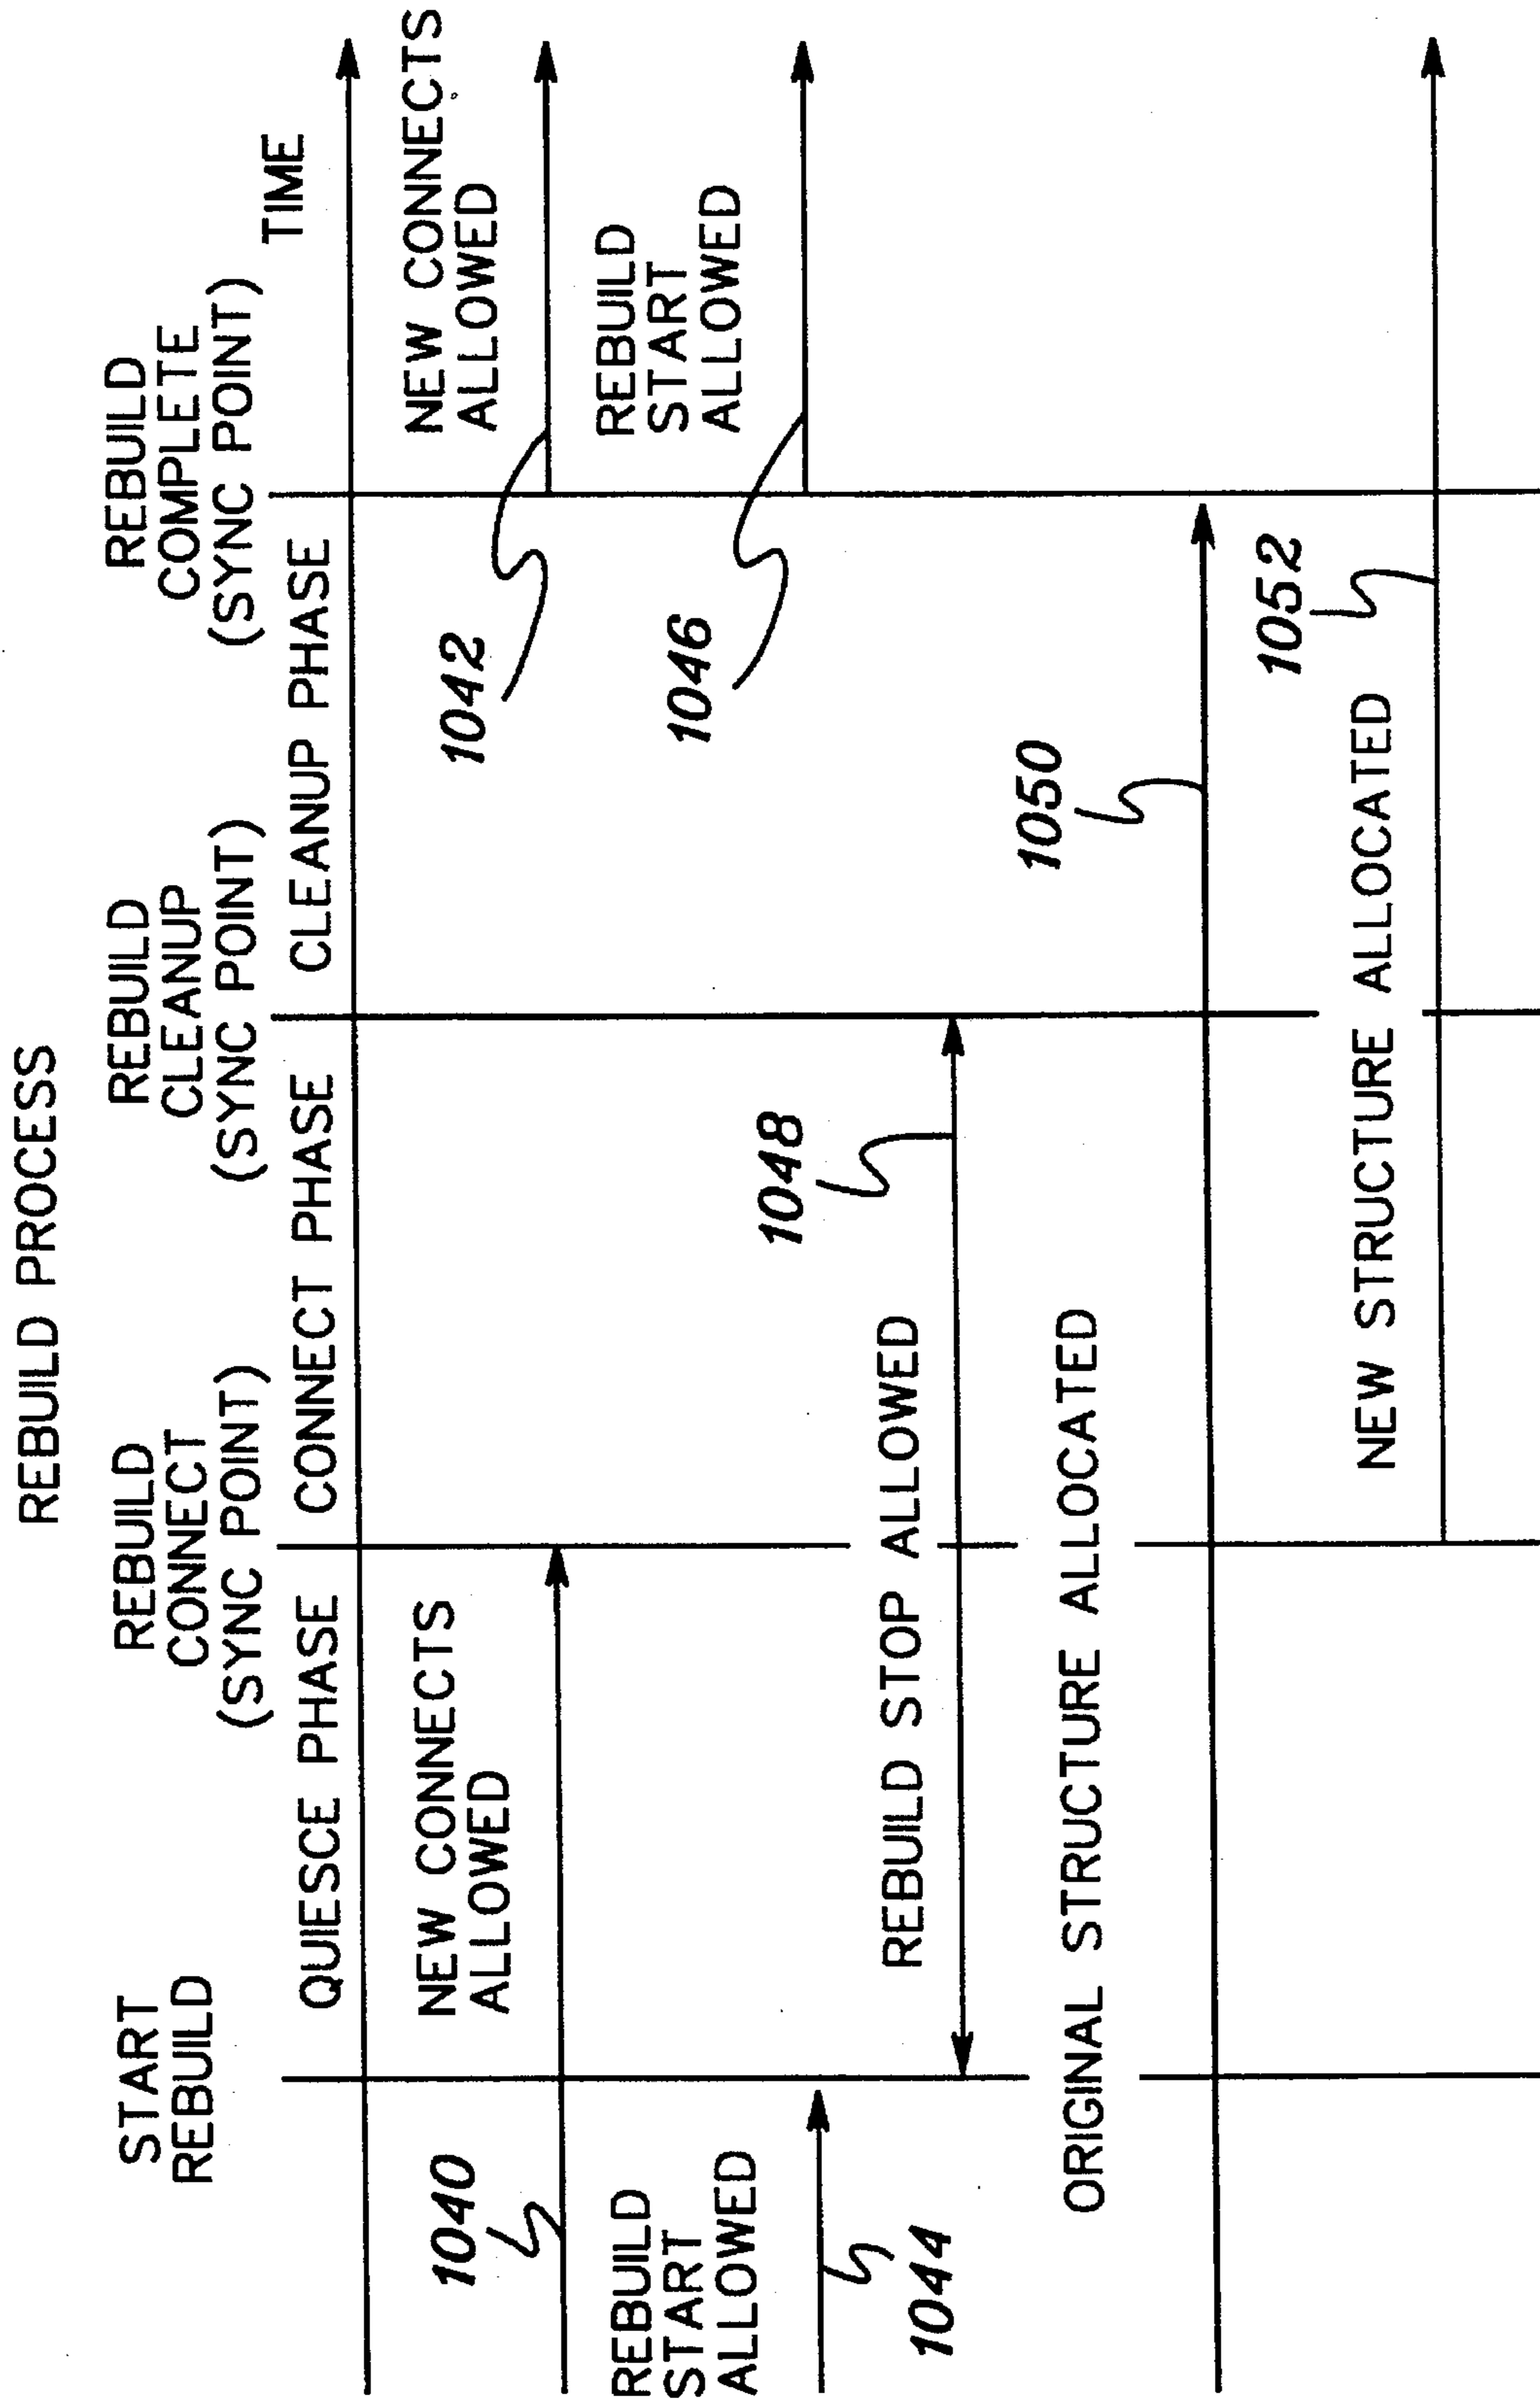 REBUILD PROCESS
START
REBUILD
REBUILD
CONNECT
(SYNC POINT)
REBUILD
CLEANUP
(SYNC POINT)
REBUILD
COMPLETE
(SYNC POINT)
TIME
QUIESCE PHASE
CONNECT PHASE
CLEANUP PHASE
1040
NEW CONNECTS
ALLOWED
1042
NEW CONNECTS
ALLOWED
REBUILD
START
ALLOWED
1044
1046
REBUILD
START
ALLOWED
REBUILD STOP ALLOWED
1048
ORIGINAL STRUCTURE ALLOCATED
1050
NEW STRUCTURE ALLOCATED
1052